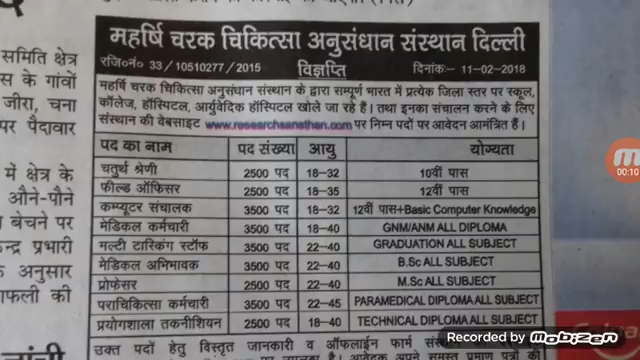 समिति क्षेत्र
स के गांवों
जीरा, चना
पर पैदावार
में क्षेत्र के
औने-पौने
बेचने पर
न्द्र प्रभारी
अनुसार
फली की
महर्षि चरक चिकित्सा अनुसंधान संस्थान दिल्ली
रजि०नं० 33/10510277/2015 विज्ञप्ति दिनांक:- 11-02-2018
महर्षि चरक चिकित्सा अनुसंधान संस्थान के द्वारा सम्पूर्ण भारत में प्रत्येक जिला स्तर पर स्कूल,
कॉलेज, हॉस्पिटल, आर्युवेदिक हॉस्पिटल खोले जा रहे हैं। तथा इनका संचालन करने के लिए
संस्थान की वेबसाइट www.researchsansthan.com पर निम्न पदों पर आवेदन आमंत्रित हैं।
पद का नाम पद संख्या आयु योग्यता
चतुर्थ श्रेणी 2500 पद 18-32 10वीं पास
फील्ड ऑफिसर 2500 पद 18-35 12वीं पास
कम्प्यूटर संचालक 3500 पद 18-32 12वीं पास+Basic Computer Knowledge
मेडिकल कर्मचारी 3500 पद 18-40 GNM/ANM ALL DIPLOMA
मल्टी टास्किंग स्टॉफ 2500 पद 22-40 GRADUATION ALL SUBJECT
मेडिकल अभिभावक 3500 पद 22-40 B.Sc ALL SUBJECT
प्रोफेसर 2500 पद 22-40 M.Sc ALL SUBJECT
पराचिकित्सा कर्मचारी 3500 पद 22-45 PARAMEDICAL DIPLOMA ALL SUBJECT
प्रयोगशाला तकनीशियन 2500 पद 18-40 TECHNICAL DIPLOMA ALL SUBJECT
उक्त पदों हेतु विस्तृत जानकारी व ऑफलाईन फार्म
00:10
Recorded by Mobizen